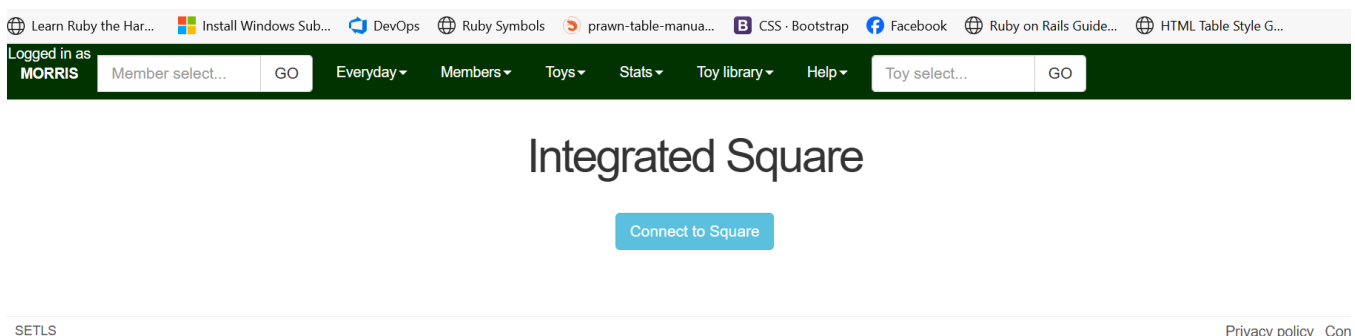 Learn Ruby the Har... Install Windows Sub... DevOps Ruby Symbols prawn-table-manua... B CSS · Bootstrap Facebook Ruby on Rails Guide... HTML Table Style G...
Logged in as
MORRIS Member select... GO Everyday Members Toys Stats Toy library Help Toy select... GO
Integrated Square
Connect to Square
SETLS Privacy policy Con